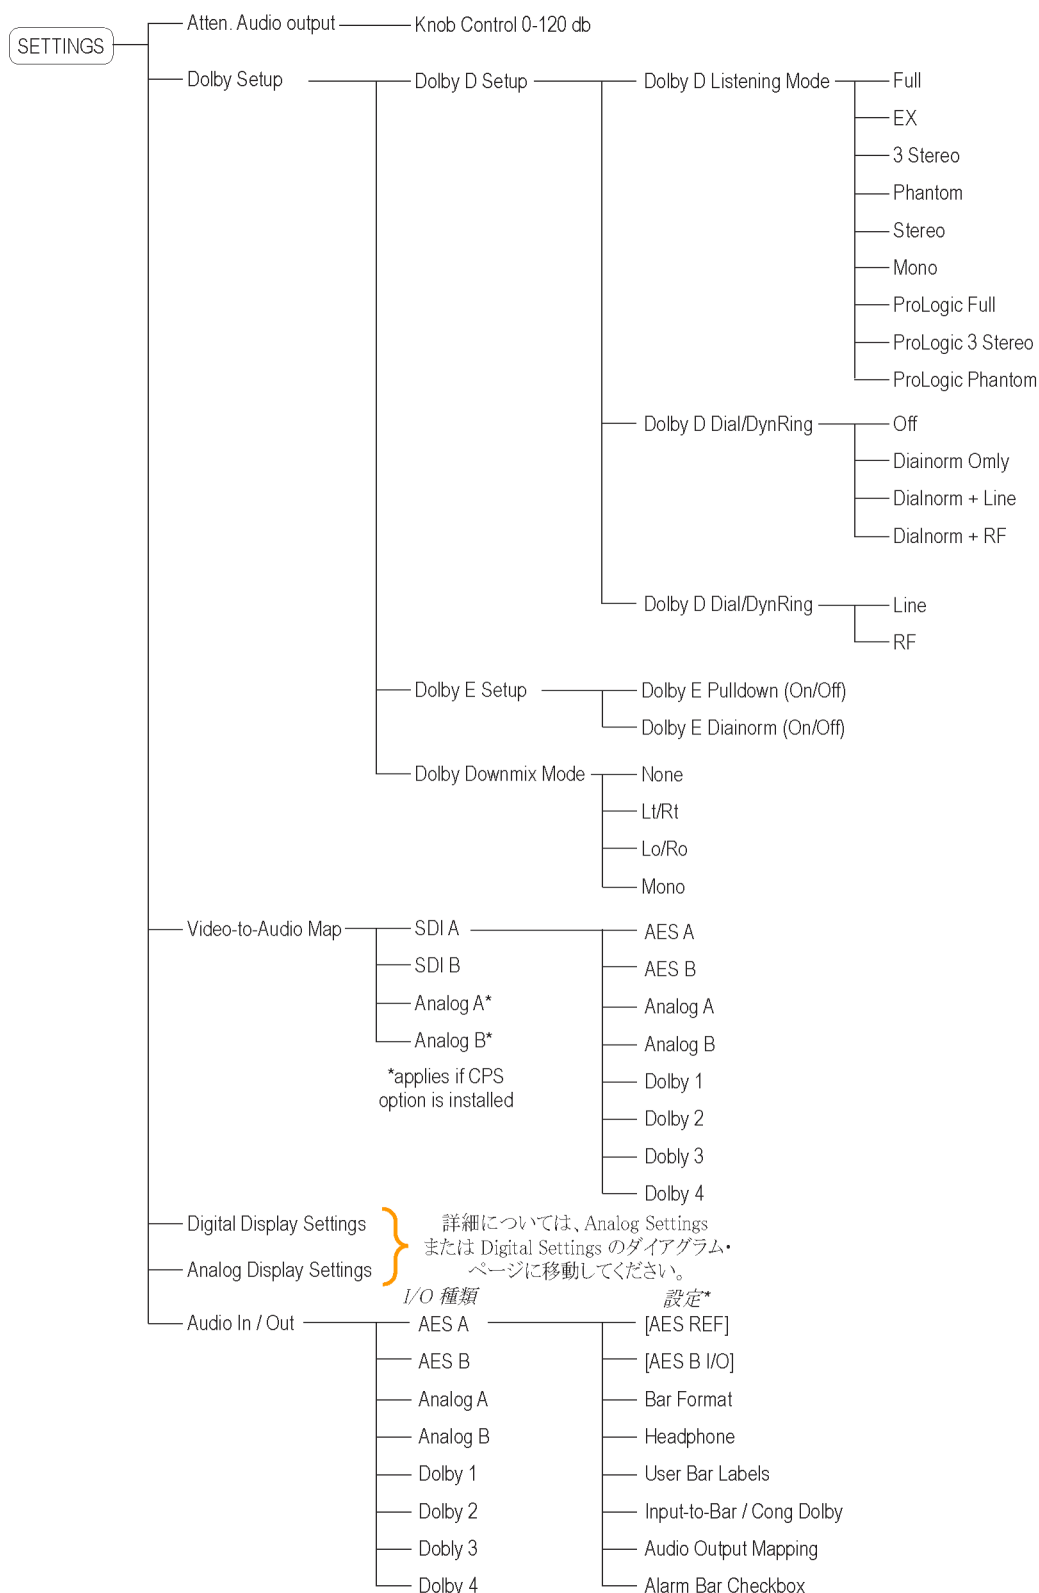 SETTINGS
Atten. Audio output
Knob Control 0-120 db
Dolby Setup
Dolby D Setup
Dolby D Listening Mode
Full
EX
3 Stereo
Phantom
Stereo
Mono
ProLogic Full
ProLogic 3 Stereo
ProLogic Phantom
Dolby D Dial/DynRing
Off
Diainorm Omly
Dialnorm + Line
Dialnorm + RF
Dolby D Dial/DynRing
Line
RF
Dolby E Setup
Dolby E Pulldown (On/Off)
Dolby E Diainorm (On/Off)
Dolby Downmix Mode
None
Lt/Rt
Lo/Ro
Mono
Video-to-Audio Map
SDI A
SDI B
Analog A*
Analog B*
*applies if CPS
option is installed
AES A
AES B
Analog A
Analog B
Dolby 1
Dolby 2
Dobly 3
Dolby 4
Digital Display Settings
Analog Display Settings
詳細については、Analog Settings
または Digital Settings のダイアグラム・
ページに移動してください。
Audio In / Out
I/O 種類
AES A
AES B
Analog A
Analog B
Dolby 1
Dolby 2
Dobly 3
Dolby 4
設定*
[AES REF]
[AES B I/O]
Bar Format
Headphone
User Bar Labels
Input-to-Bar / Cong Dolby
Audio Output Mapping
Alarm Bar Checkbox